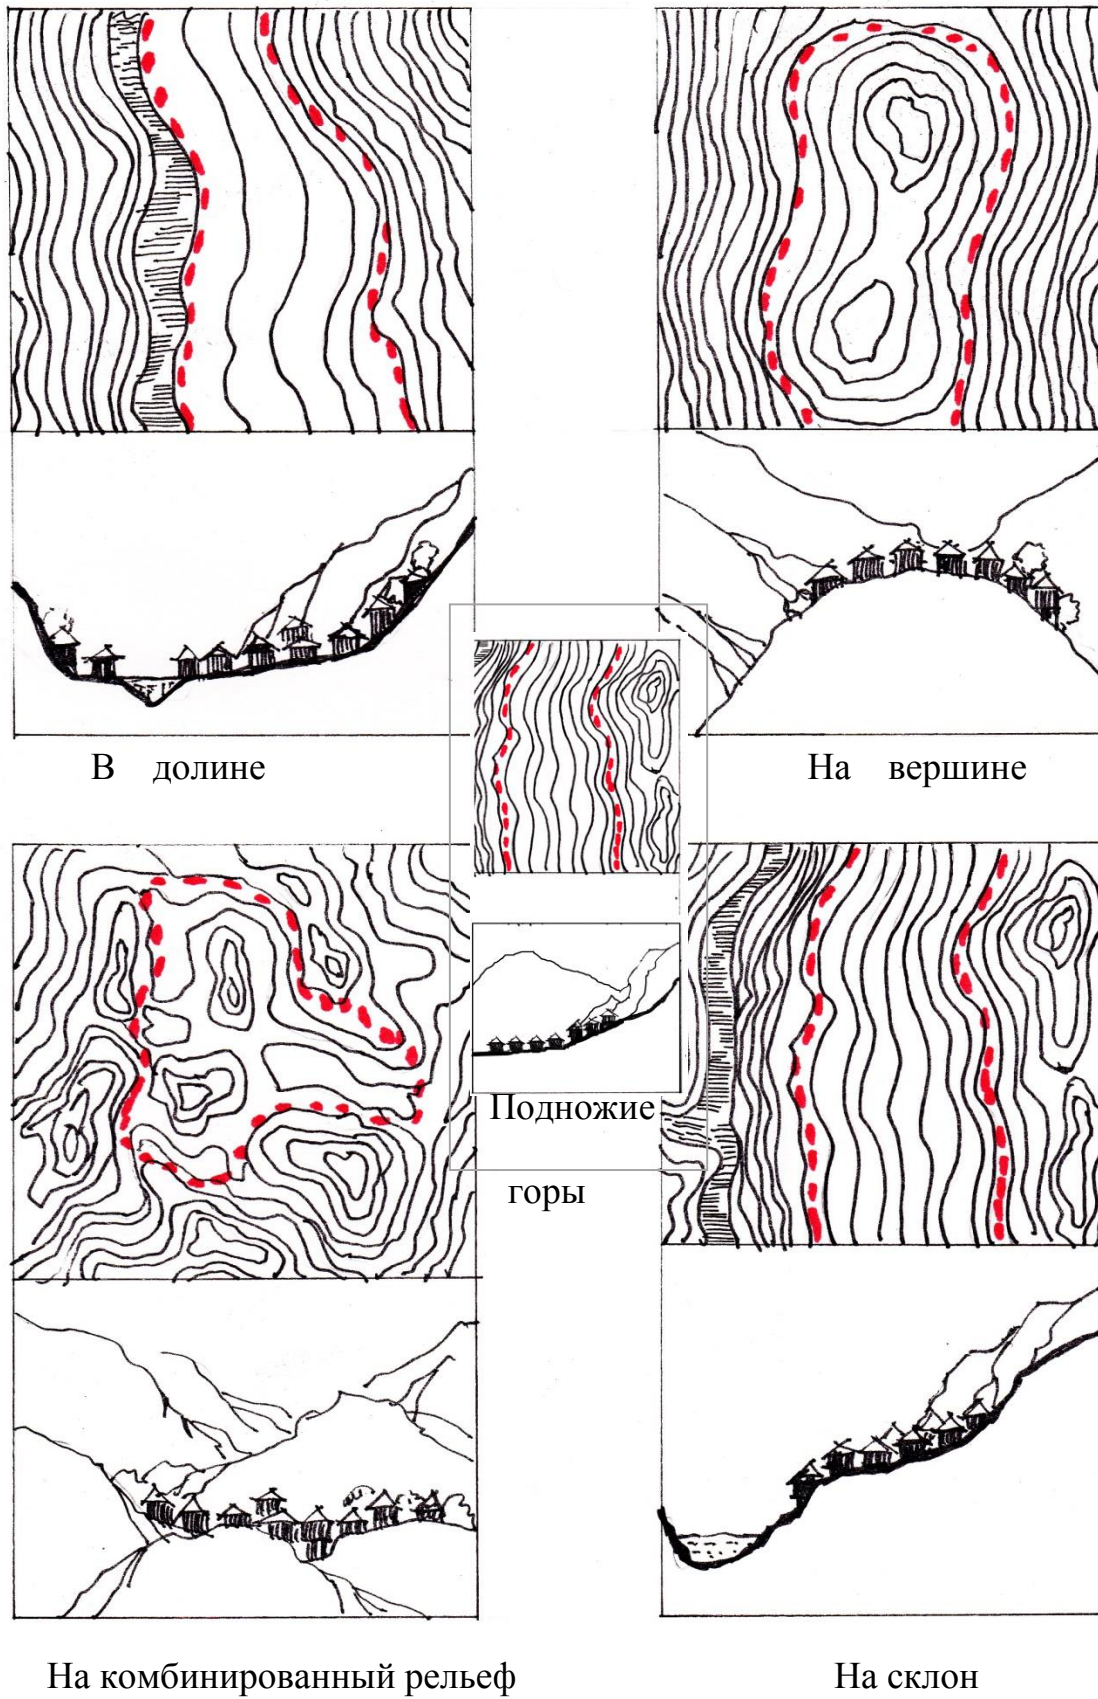 В долине
На вершине
Подножие
горы
На комбинированный рельеф
На склон